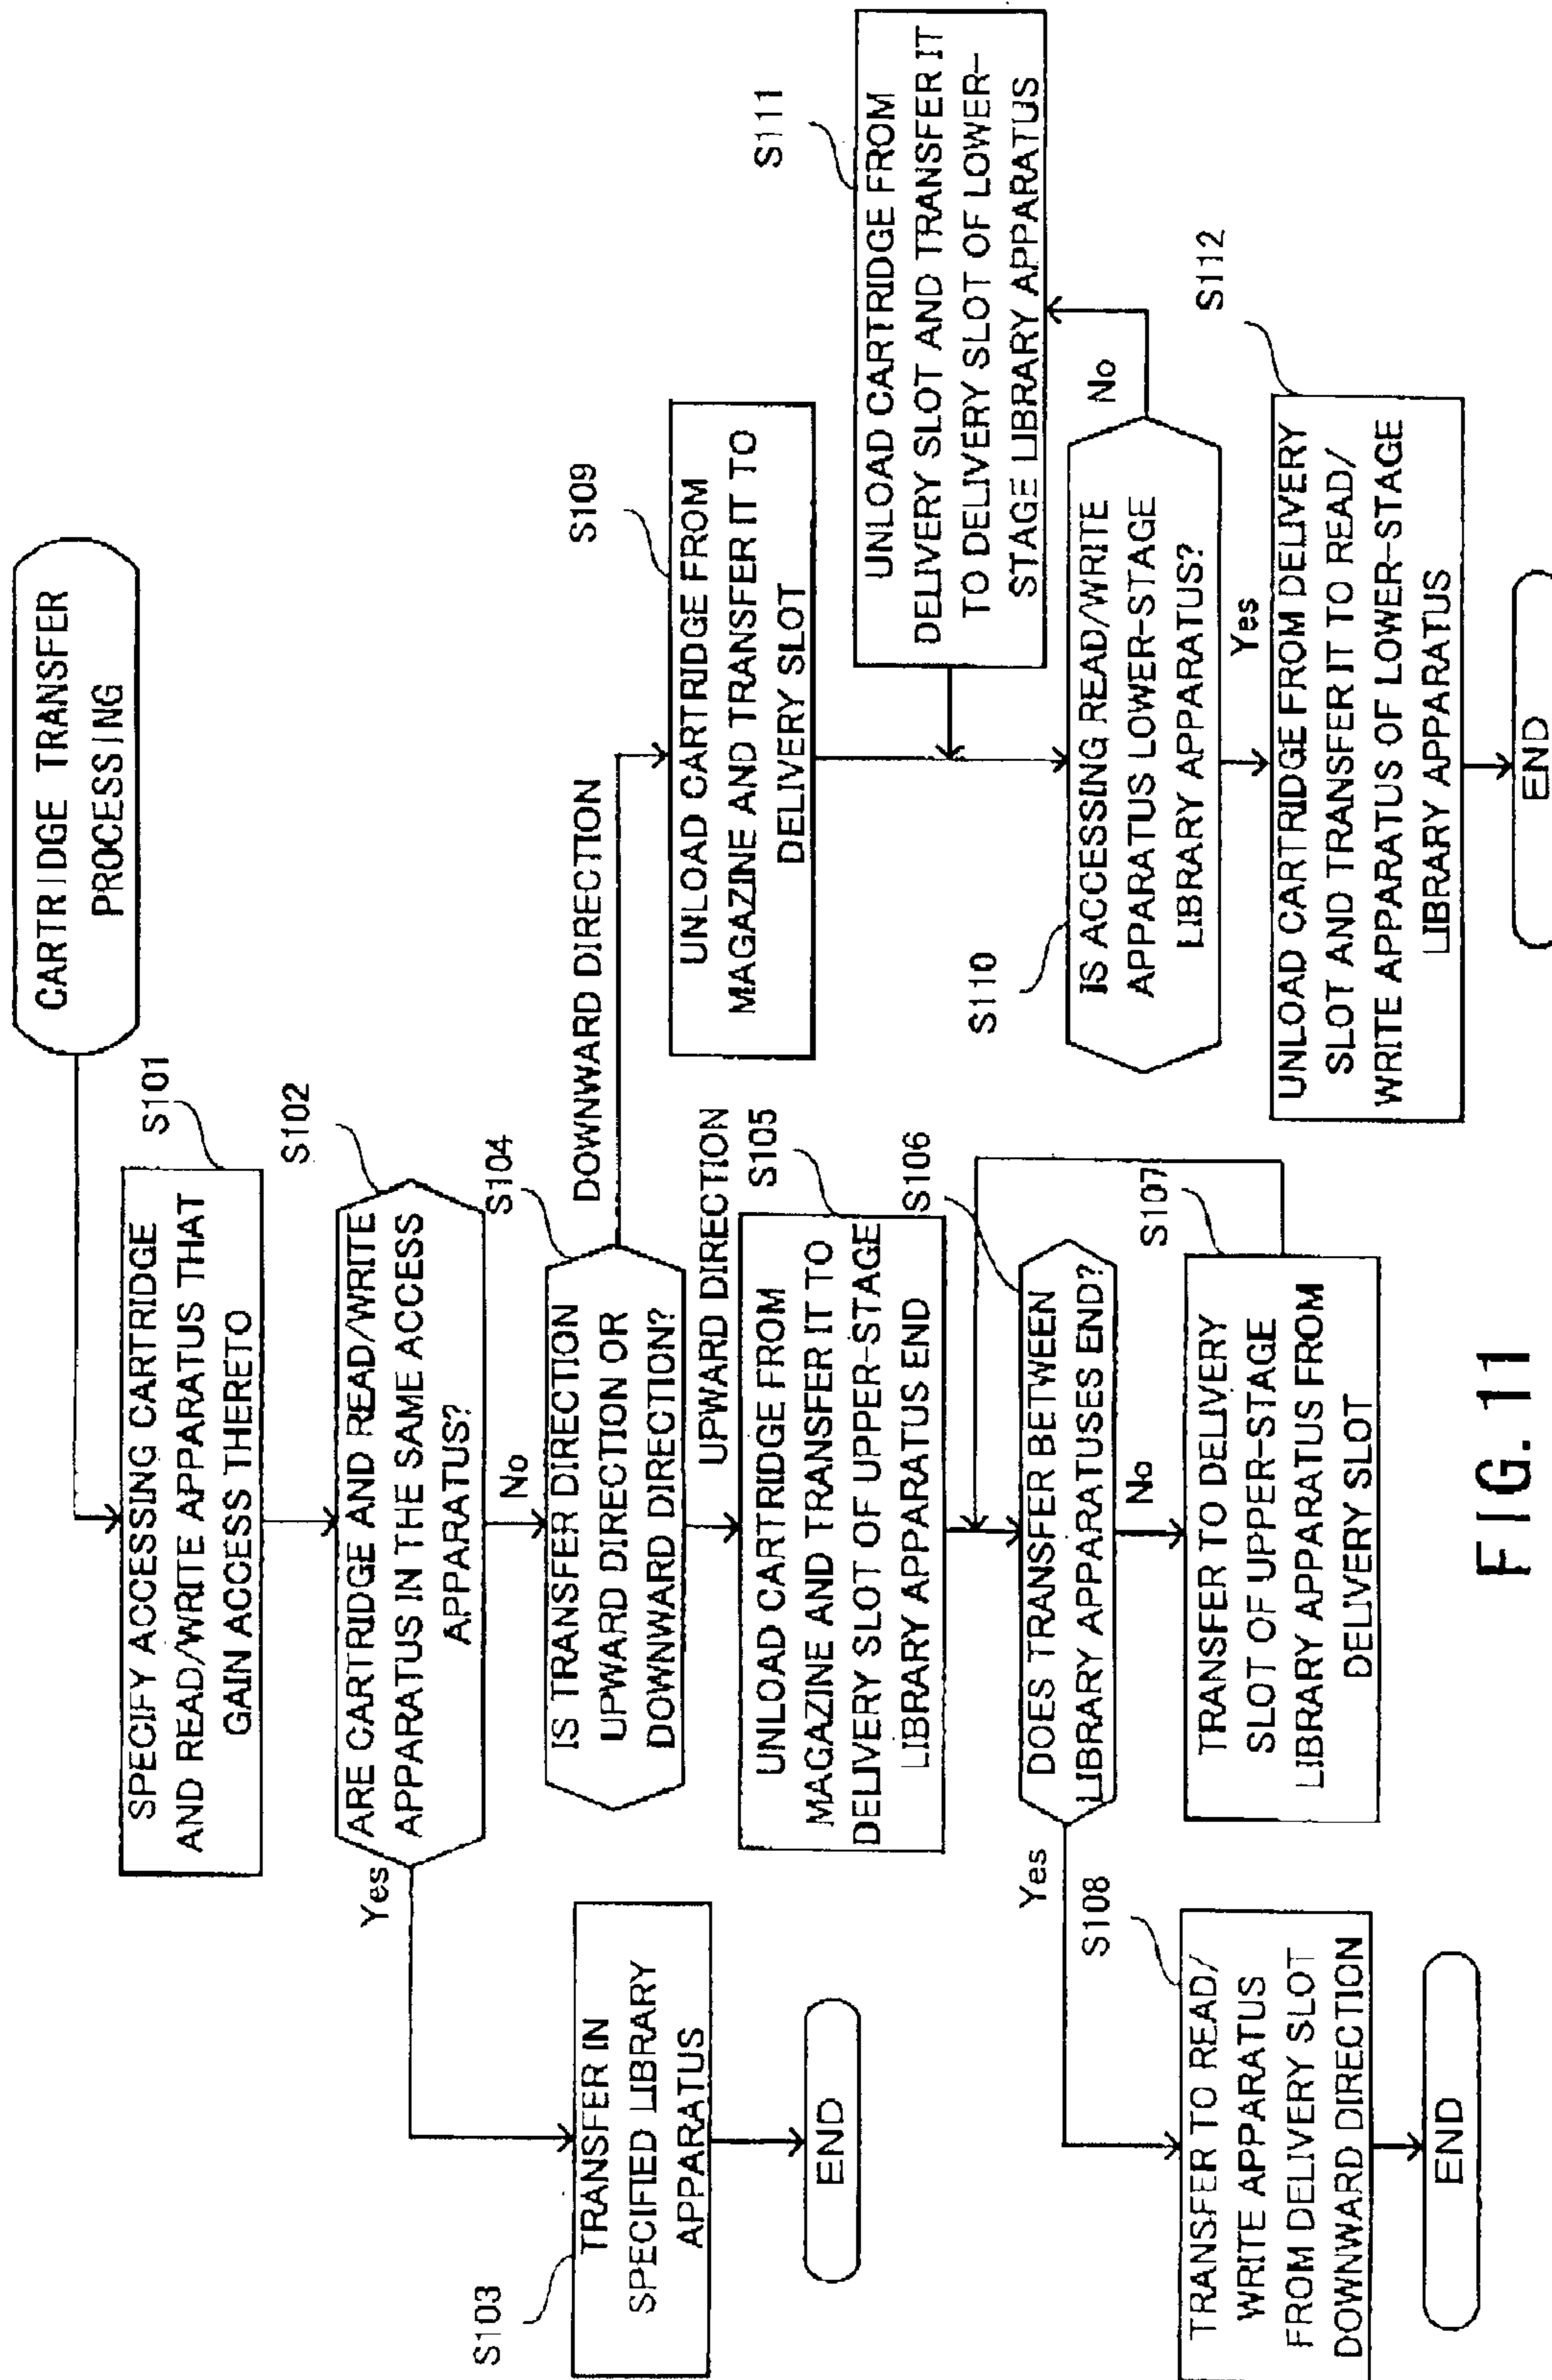 CARTRIDGE TRANSFER
PROCESSING
S101
SPECIFY ACCESSING CARTRIDGE
AND READ/WRITE APPARATUS THAT
GAIN ACCESS THERETO
S102
ARE CARTRIDGE AND READ/WRITE
APPARATUS IN THE SAME ACCESS
APPARATUS?
Yes
No
S103
TRANSFER IN
SPECIFIED LIBRARY
APPARATUS
END
S104
IS TRANSFER DIRECTION
UPWARD DIRECTION OR
DOWNWARD DIRECTION?
DOWNWARD DIRECTION
UPWARD DIRECTION
S105
UNLOAD CARTRIDGE FROM
MAGAZINE AND TRANSFER IT TO
DELIVERY SLOT OF UPPER-STAGE
LIBRARY APPARATUS END
S106
DOES TRANSFER BETWEEN
LIBRARY APPARATUSES END?
Yes
No
S107
TRANSFER TO DELIVERY
SLOT OF UPPER-STAGE
LIBRARY APPARATUS FROM
DELIVERY SLOT
S108
TRANSFER TO READ/
WRITE APPARATUS
FROM DELIVERY SLOT
DOWNWARD DIRECTION
END
S109
UNLOAD CARTRIDGE FROM
MAGAZINE AND TRANSFER IT TO
DELIVERY SLOT
S110
IS ACCESSING READ/WRITE
APPARATUS LOWER-STAGE
LIBRARY APPARATUS?
No
Yes
S111
UNLOAD CARTRIDGE FROM
DELIVERY SLOT AND TRANSFER IT
TO DELIVERY SLOT OF LOWER-
STAGE LIBRARY APPARATUS
S112
UNLOAD CARTRIDGE FROM DELIVERY
SLOT AND TRANSFER IT TO READ/
WRITE APPARATUS OF LOWER-STAGE
LIBRARY APPARATUS
END
FIG. 11